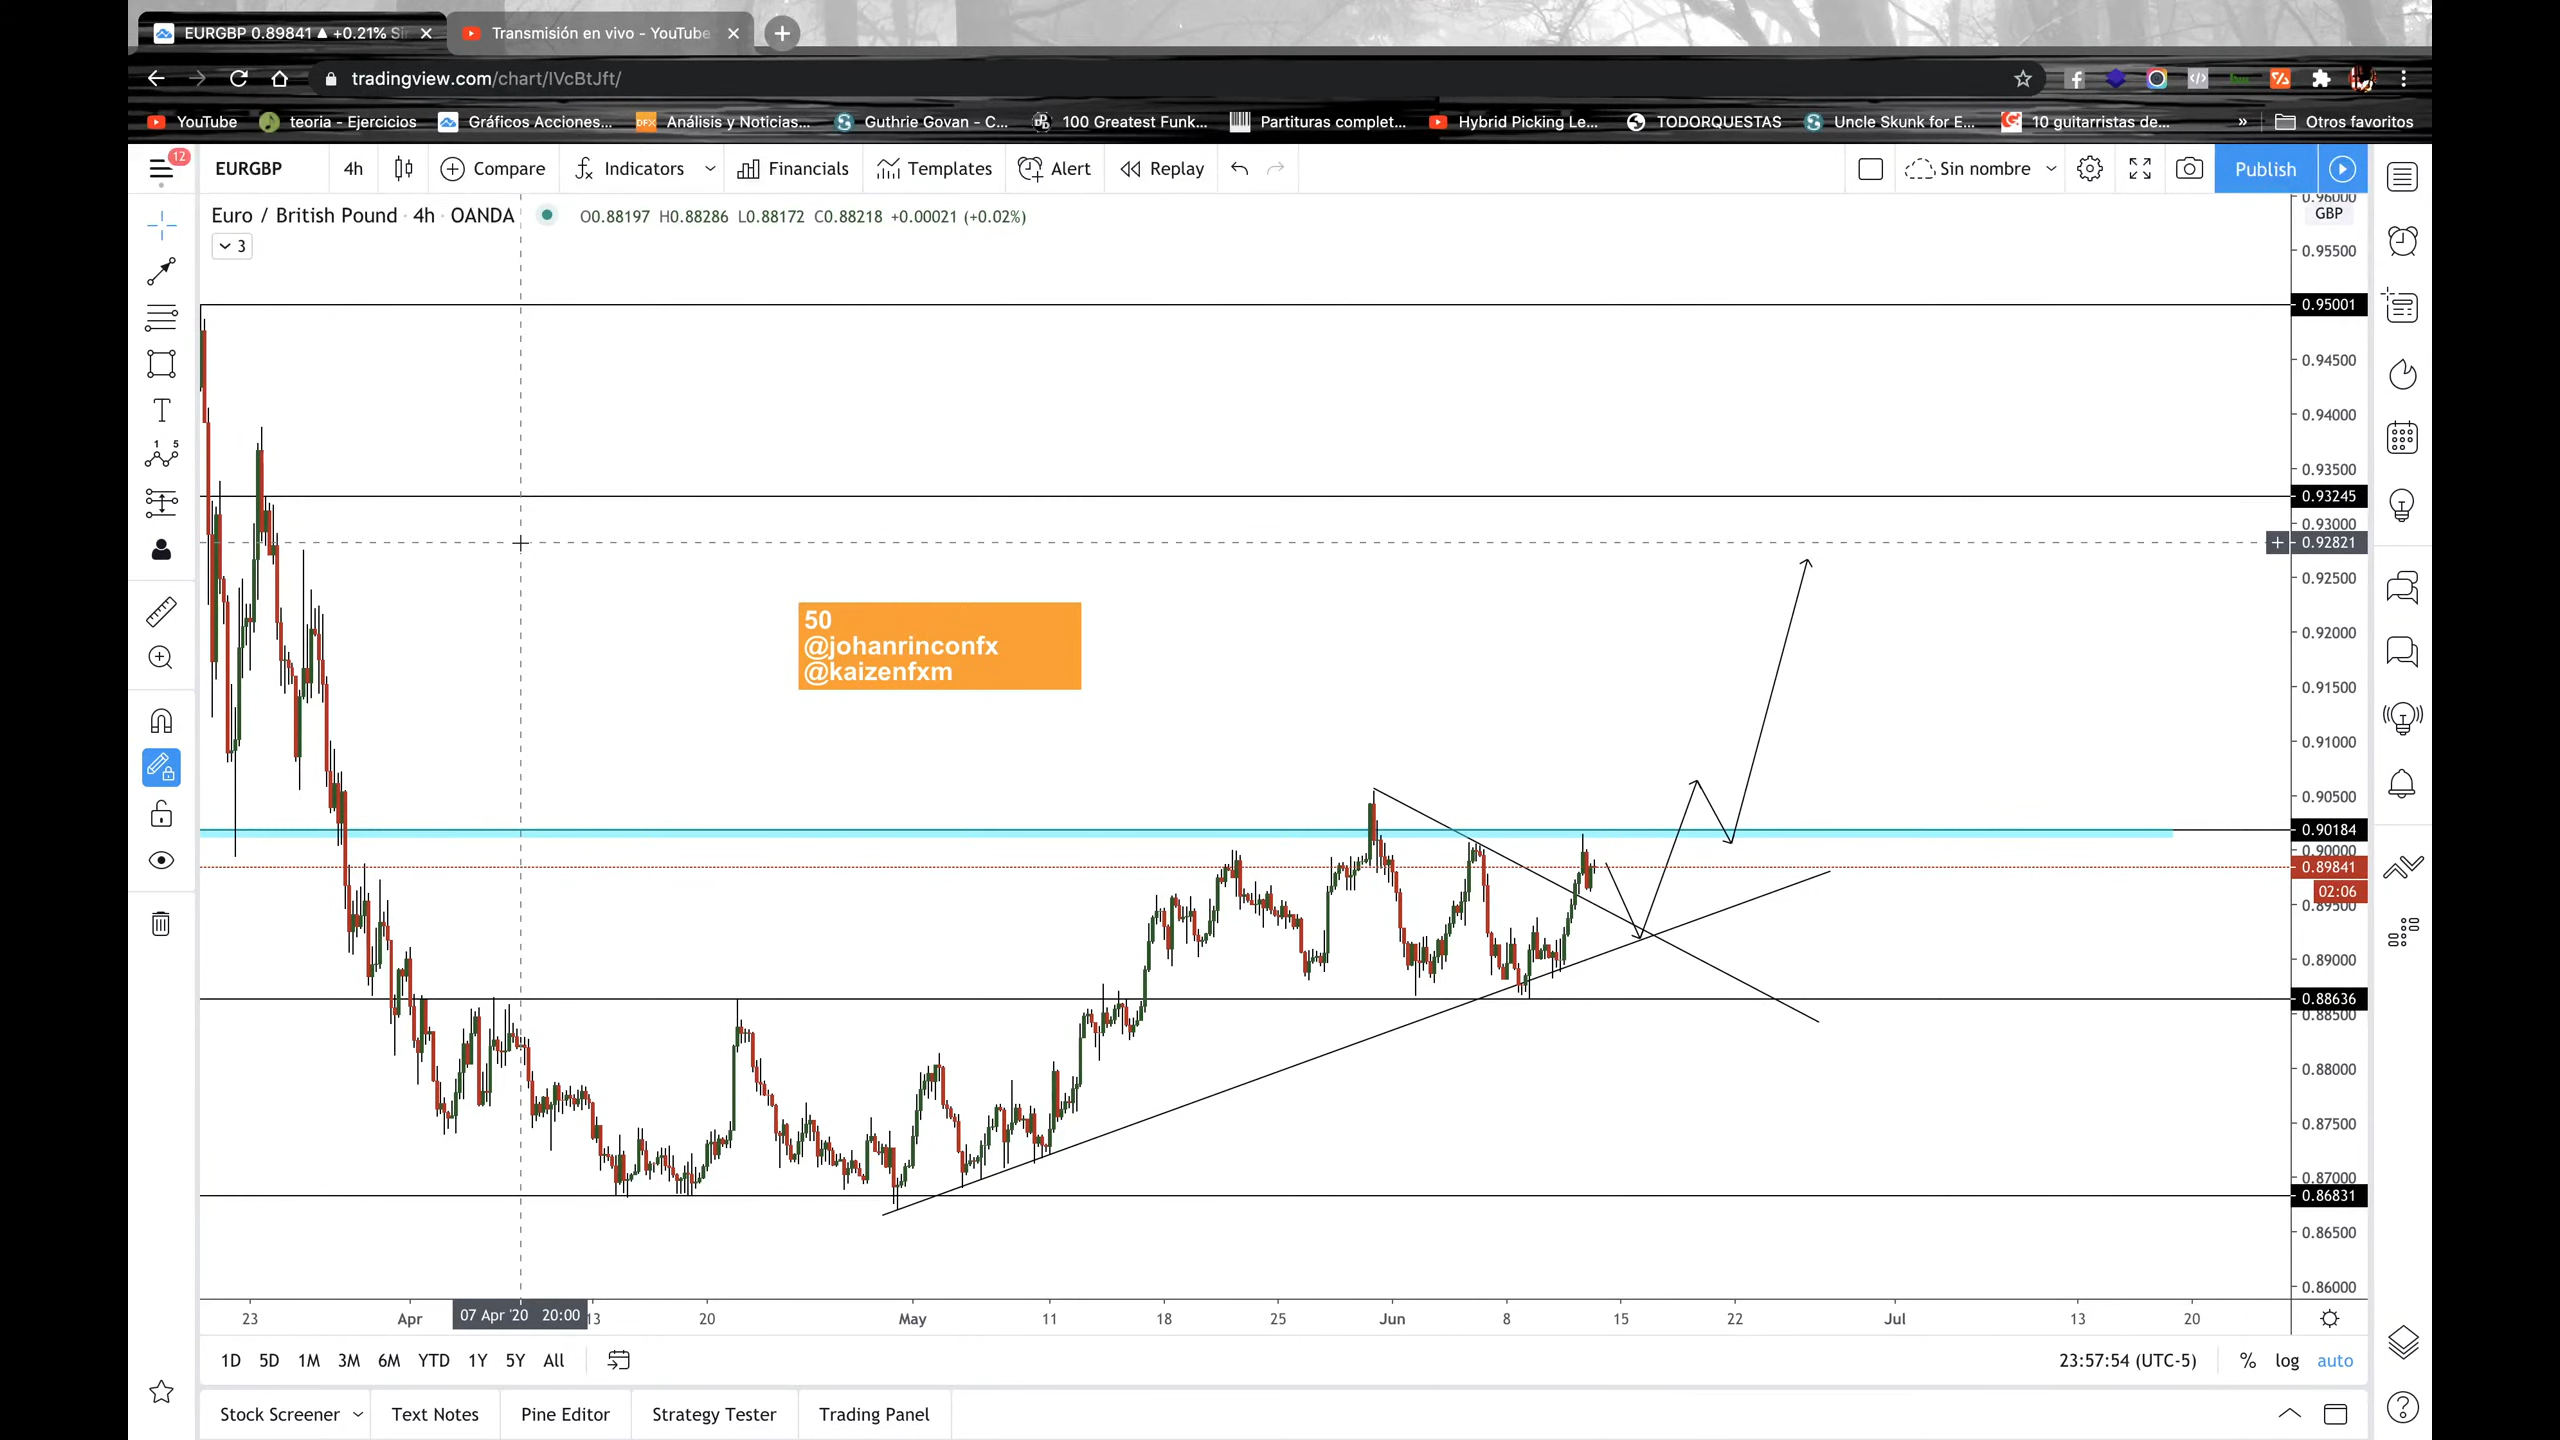 EURGBP 0.89841 ▲ +0.21% Si
Transmisión en vivo - YouTube
tradingview.com/chart/IVcBtJft/
YouTube
teoria - Ejercicios
Gráficos Acciones...
DFX
Análisis y Noticias...
Guthrie Govan - C...
100 Greatest Funk...
Partituras complet...
Hybrid Picking Le...
TODORQUESTAS
Uncle Skunk for E...
10 guitarristas de...
»
Otros favoritos
12
EURGBP
4h
Compare
Indicators
Financials
Templates
Alert
Replay
Sin nombre
Publish
Euro / British Pound · 4h · OANDA
O0.88197 H0.88286 L0.88172 C0.88218 +0.00021 (+0.02%)
3
0.96000
GBP
0.95500
0.95001
0.94500
0.94000
0.93500
0.93245
0.93000
0.92821
0.92500
0.92000
0.91500
0.91000
0.90500
0.90184
0.90000
0.89841
02:06
0.89500
0.89000
0.88636
0.88500
0.88000
0.87500
0.87000
0.86831
0.86500
0.86000
50
@johanrinconfx
@kaizenfxm
1 5
T
23
Apr
07 Apr '20 20:00
13
20
May
11
18
25
Jun
8
15
22
Jul
13
20
1D 5D 1M 3M 6M YTD 1Y 5Y All
23:57:54 (UTC-5)
% log auto
Stock Screener
Text Notes
Pine Editor
Strategy Tester
Trading Panel